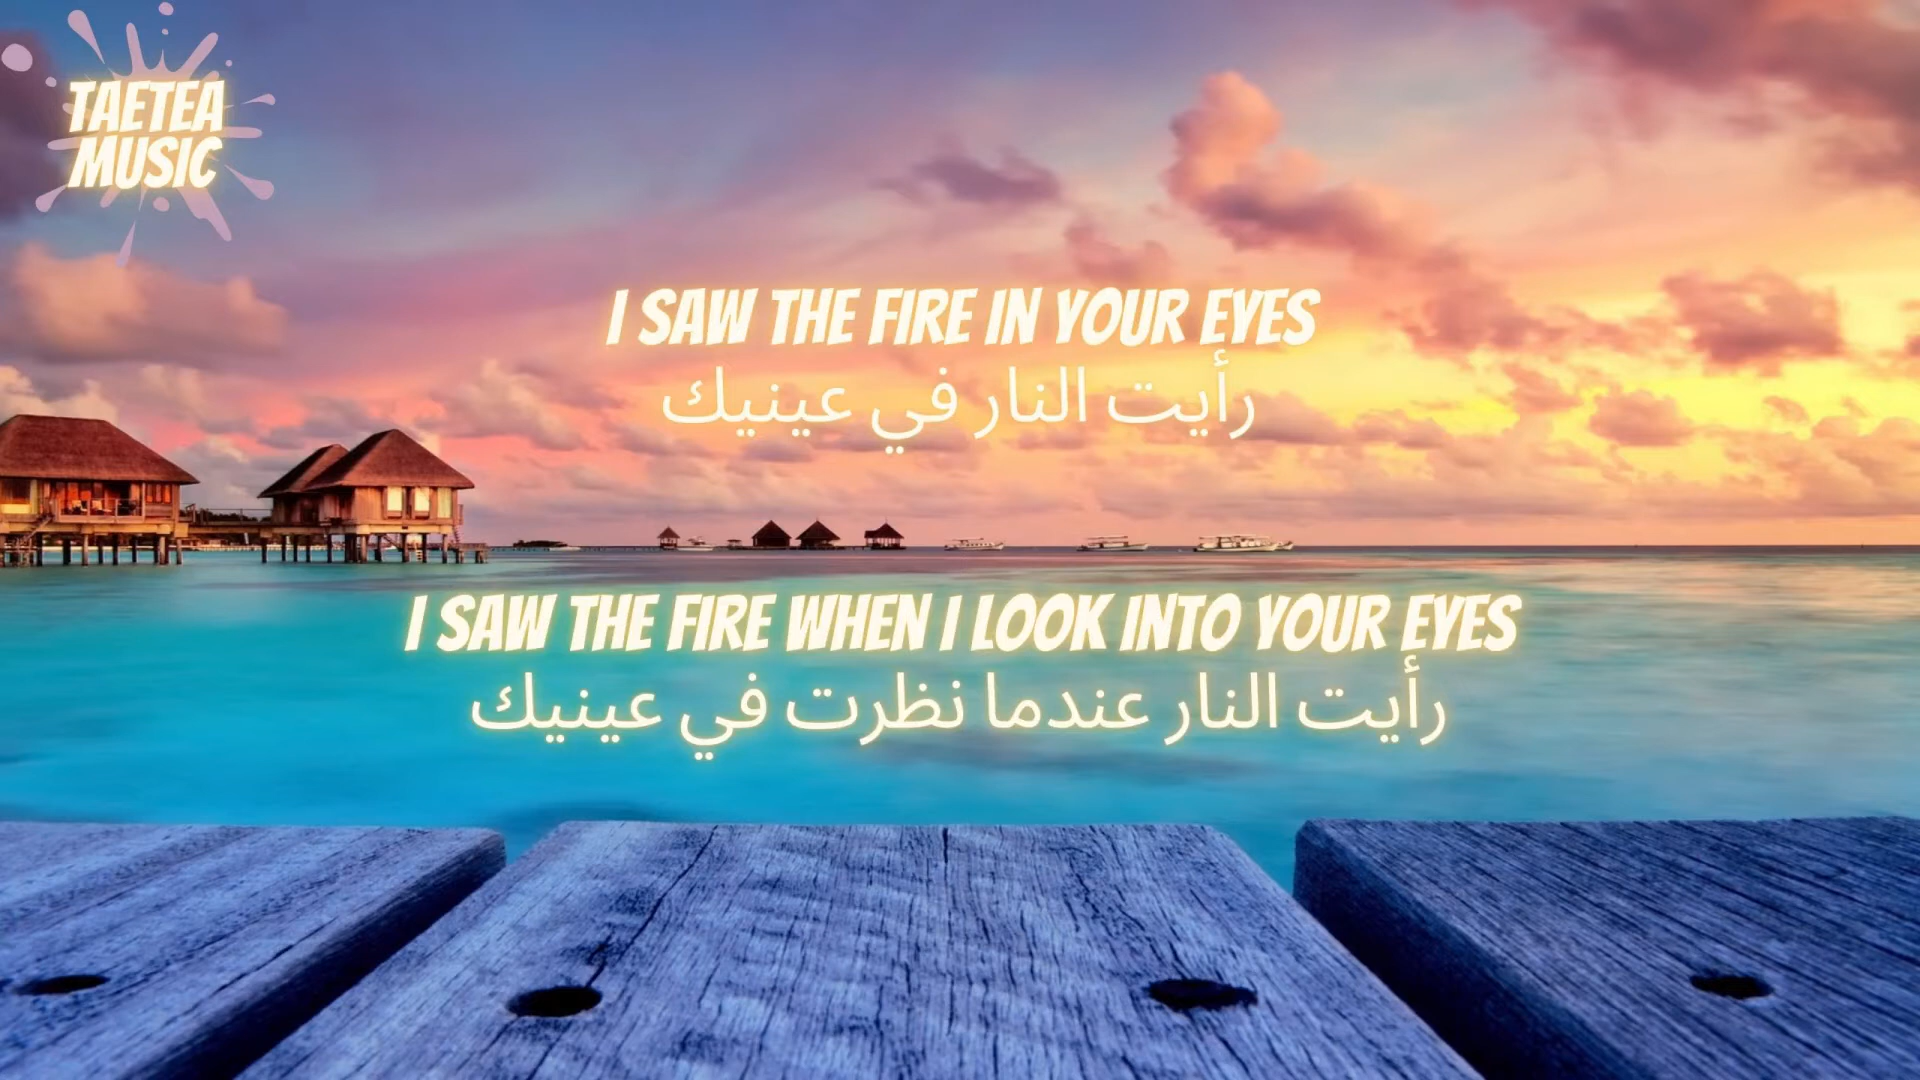 TAETEA
MUSIC
I SAW THE FIRE IN YOUR EYES
رأيت النار في عينيك
I SAW THE FIRE WHEN I LOOK INTO YOUR EYES
رأيت النار عندما نظرت في عينيك